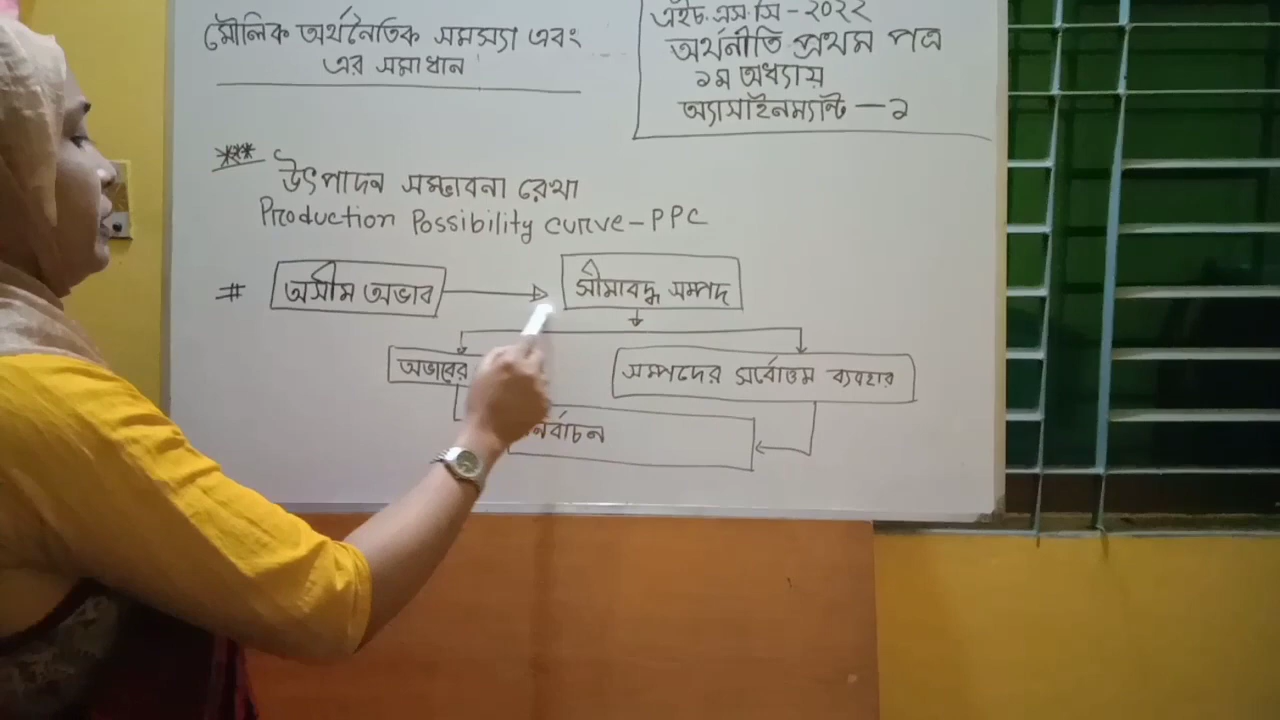 মৌলিক অর্থনৈতিক সমস্যা এবং
এর সমাধান
এইচ.এস.সি - ২০২২
অর্থনীতি প্রথম পত্র
১ম অধ্যায়
অ্যাসাইনম্যান্ট - ১
***
উৎপাদন সম্ভাবনা রেখা
Production Possibility curve - PPC
# অসীম অভাব সীমাবদ্ধ সম্পদ
অভাবের সম্পদের সর্বোত্তম ব্যবহার
নির্বাচন